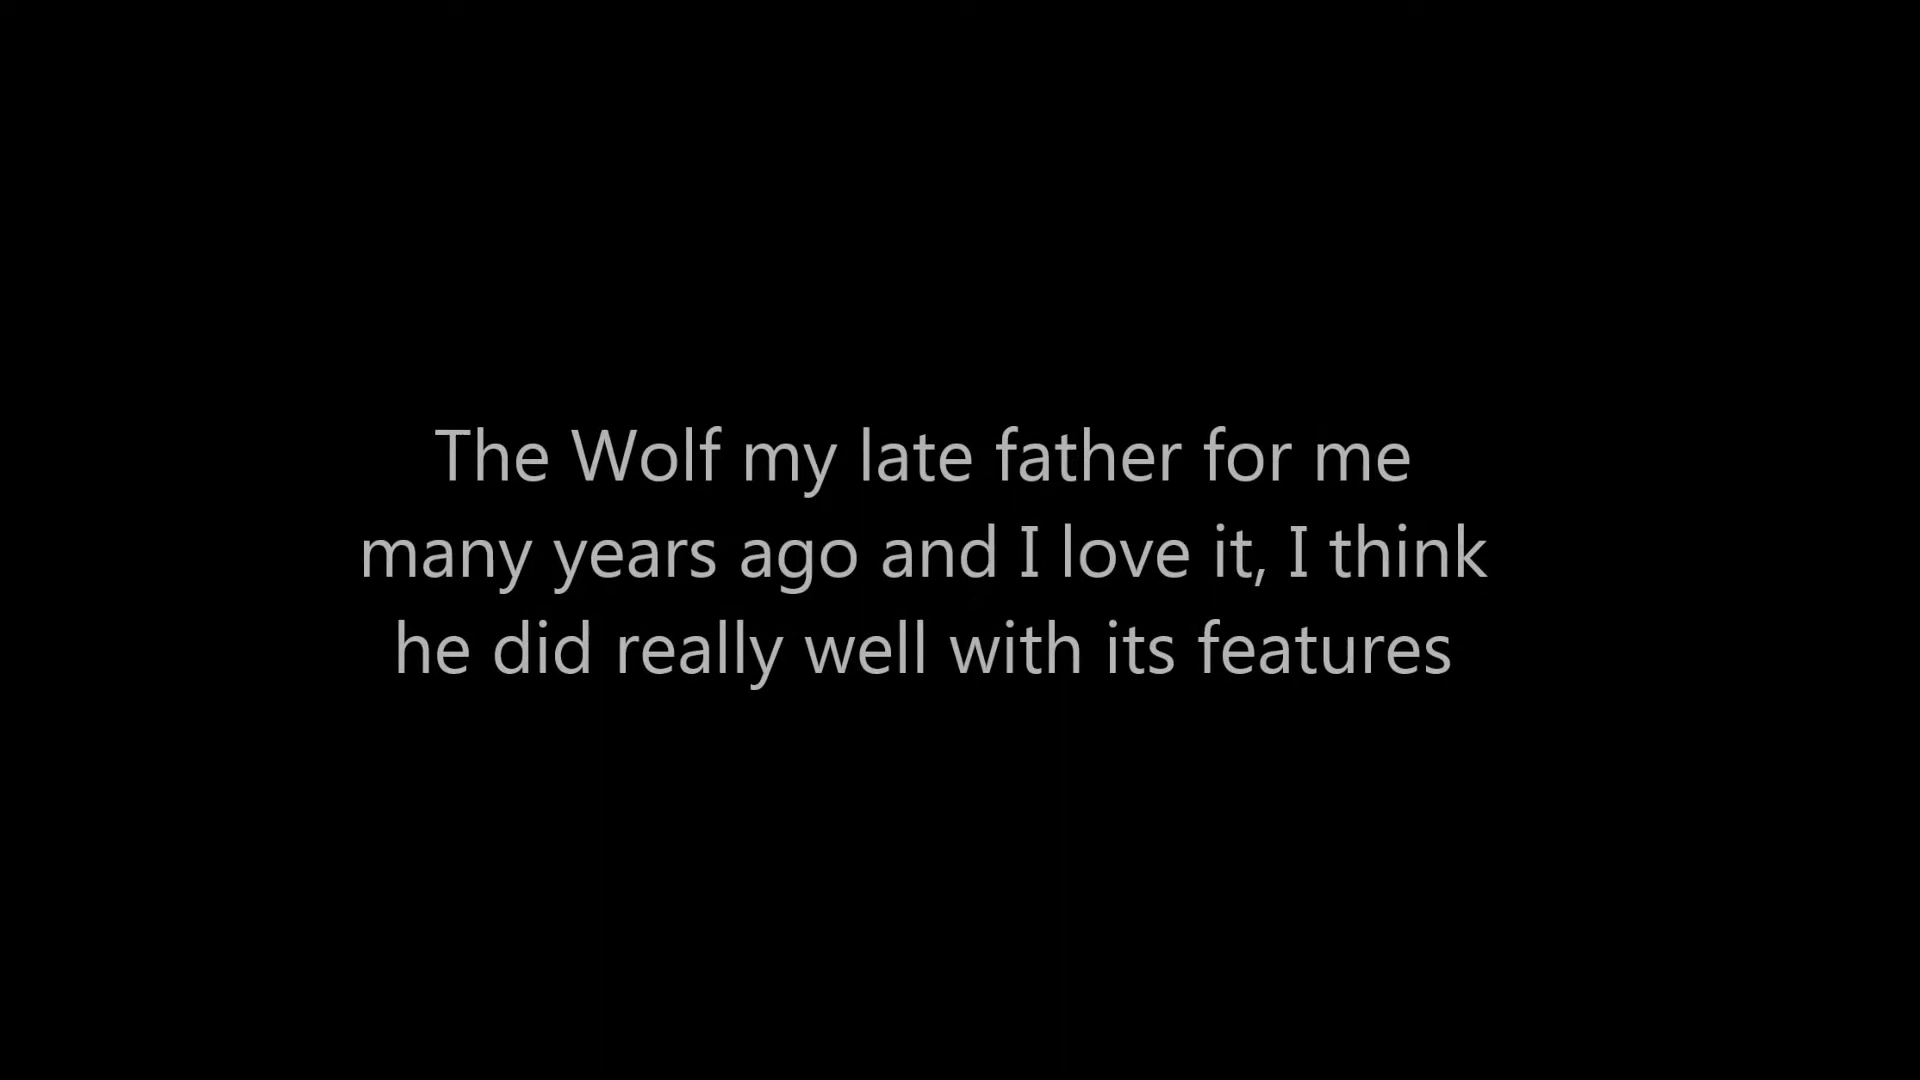 The Wolf my late father for me
many years ago and I love it, I think
he did really well with its features